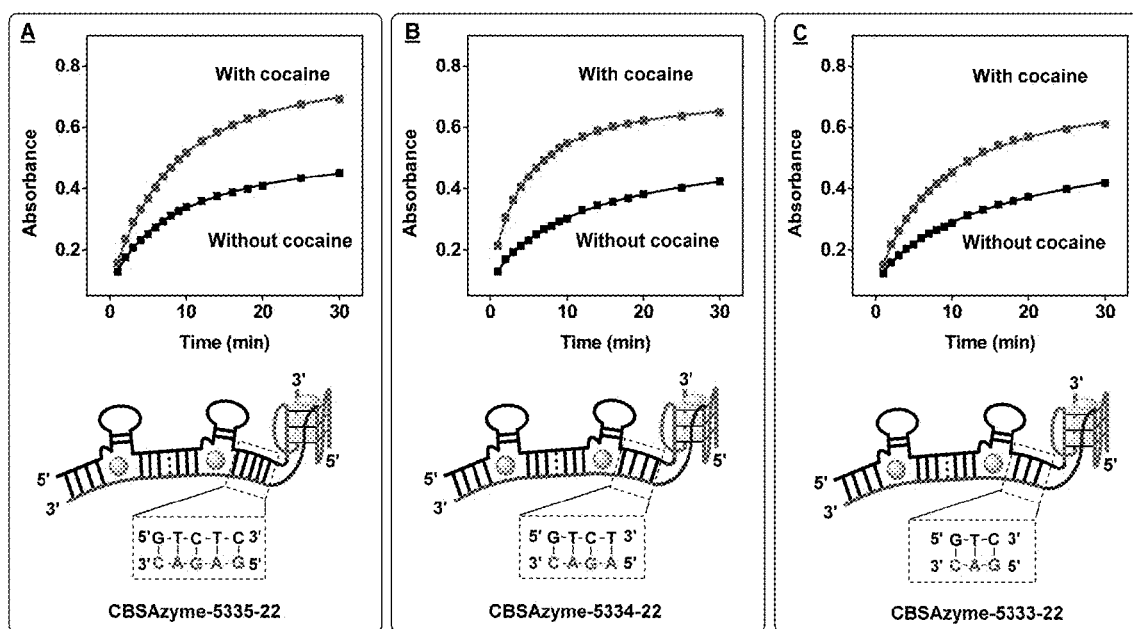 A
0.8
0.6
0.4
0.2
Absorbance
With cocaine
Without cocaine
0
10
20
30
Time (min)
3'
5'
5'
3'
5'G-T-C-T-C3'
3'C-A-G-A-G5'
CBSAzyme-5335-22
B
0.8
0.6
0.4
0.2
Absorbance
With cocaine
Without cocaine
0
10
20
30
Time (min)
3'
5'
5'
3'
5'G-T-C-T3'
3'C-A-G-A5'
CBSAzyme-5334-22
C
0.8
0.6
0.4
0.2
Absorbance
With cocaine
Without cocaine
0
10
20
30
Time (min)
3'
5'
5'
3'
5'G-T-C 3'
3'C-A-G 5'
CBSAzyme-5333-22